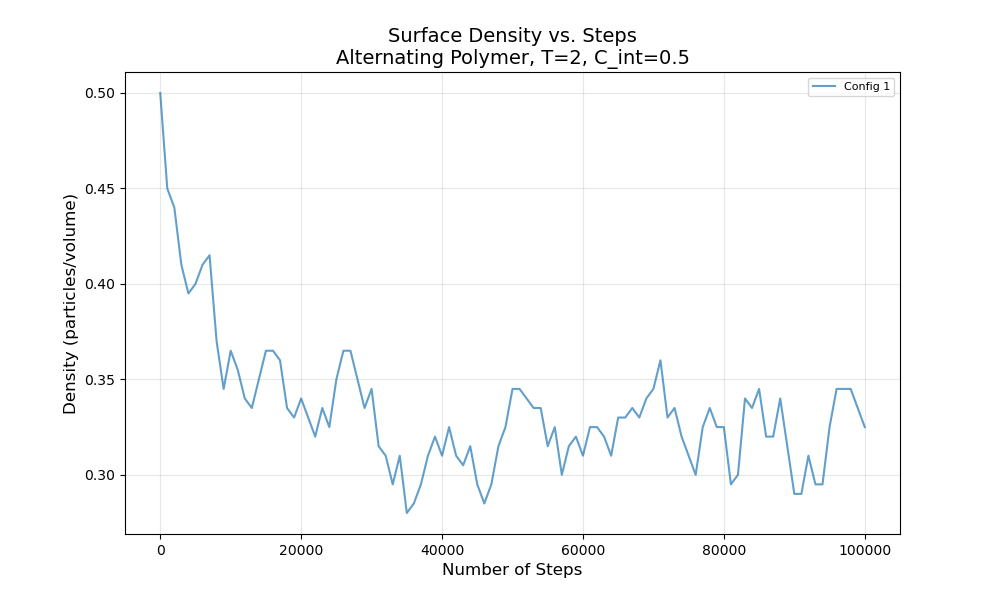 Surface Density vs. Steps
Alternating Polymer, T=2, C_int=0.5
Config 1
Density (particles/volume)
0.50
0.45
0.40
0.35
0.30
0 20000 40000 60000 80000 100000
Number of Steps